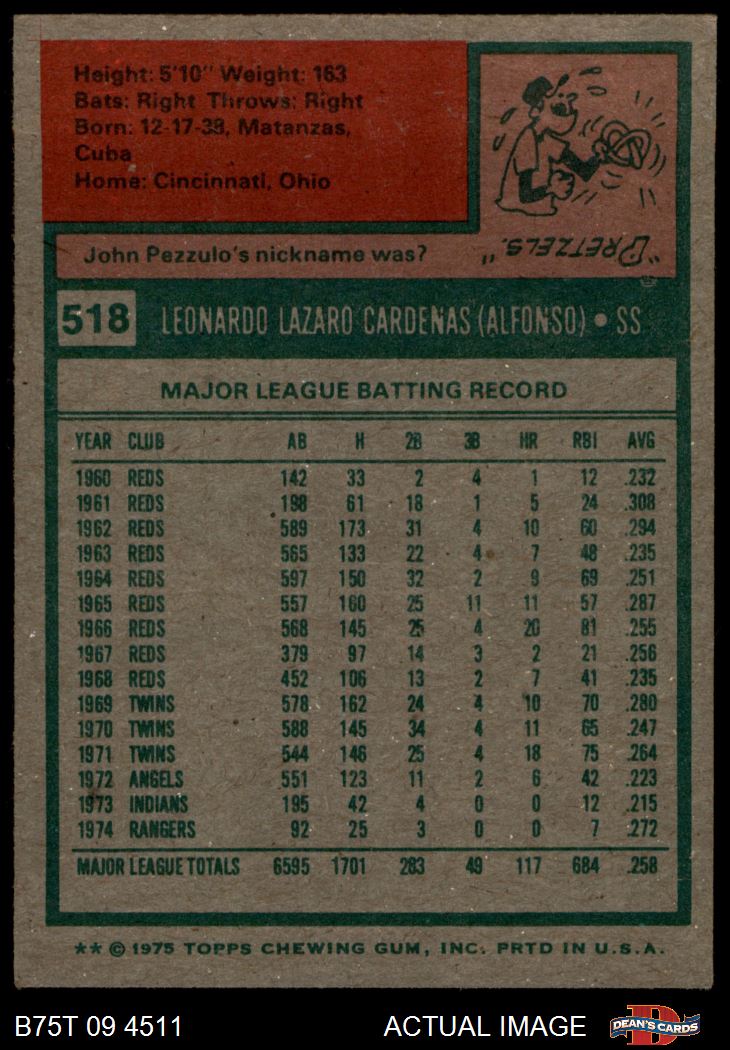 Height: 5'10" Weight: 163
Bats: Right Throws: Right
Born: 12-17-38, Matanzas,
Cuba
Home: Cincinnati, Ohio
John Pezzulo's nickname was?
"PRETZELS."
518 LEONARDO LAZARO CARDENAS (ALFONSO) • SS
MAJOR LEAGUE BATTING RECORD
YEAR CLUB AB H 2B 3B HR RBI AVG
1960 REDS 142 33 2 4 1 12 .232
1961 REDS 198 61 18 1 5 24 .308
1962 REDS 589 173 31 4 10 60 .294
1963 REDS 565 133 22 4 7 48 .235
1964 REDS 597 150 32 2 9 69 .251
1965 REDS 557 160 25 11 11 57 .287
1966 REDS 568 145 25 4 20 81 .255
1967 REDS 379 97 14 3 2 21 .256
1968 REDS 452 106 13 2 7 41 .235
1969 TWINS 578 162 24 4 10 70 .280
1970 TWINS 588 145 34 4 11 65 .247
1971 TWINS 544 146 25 4 18 75 .264
1972 ANGELS 551 123 11 2 6 42 .223
1973 INDIANS 195 42 4 0 0 12 .215
1974 RANGERS 92 25 3 0 0 7 .272
MAJOR LEAGUE TOTALS 6595 1701 283 49 117 684 .258
** © 1975 TOPPS CHEWING GUM, INC. PRTD IN U.S.A.
B75T 09 4511 ACTUAL IMAGE DEAN'S CARDS